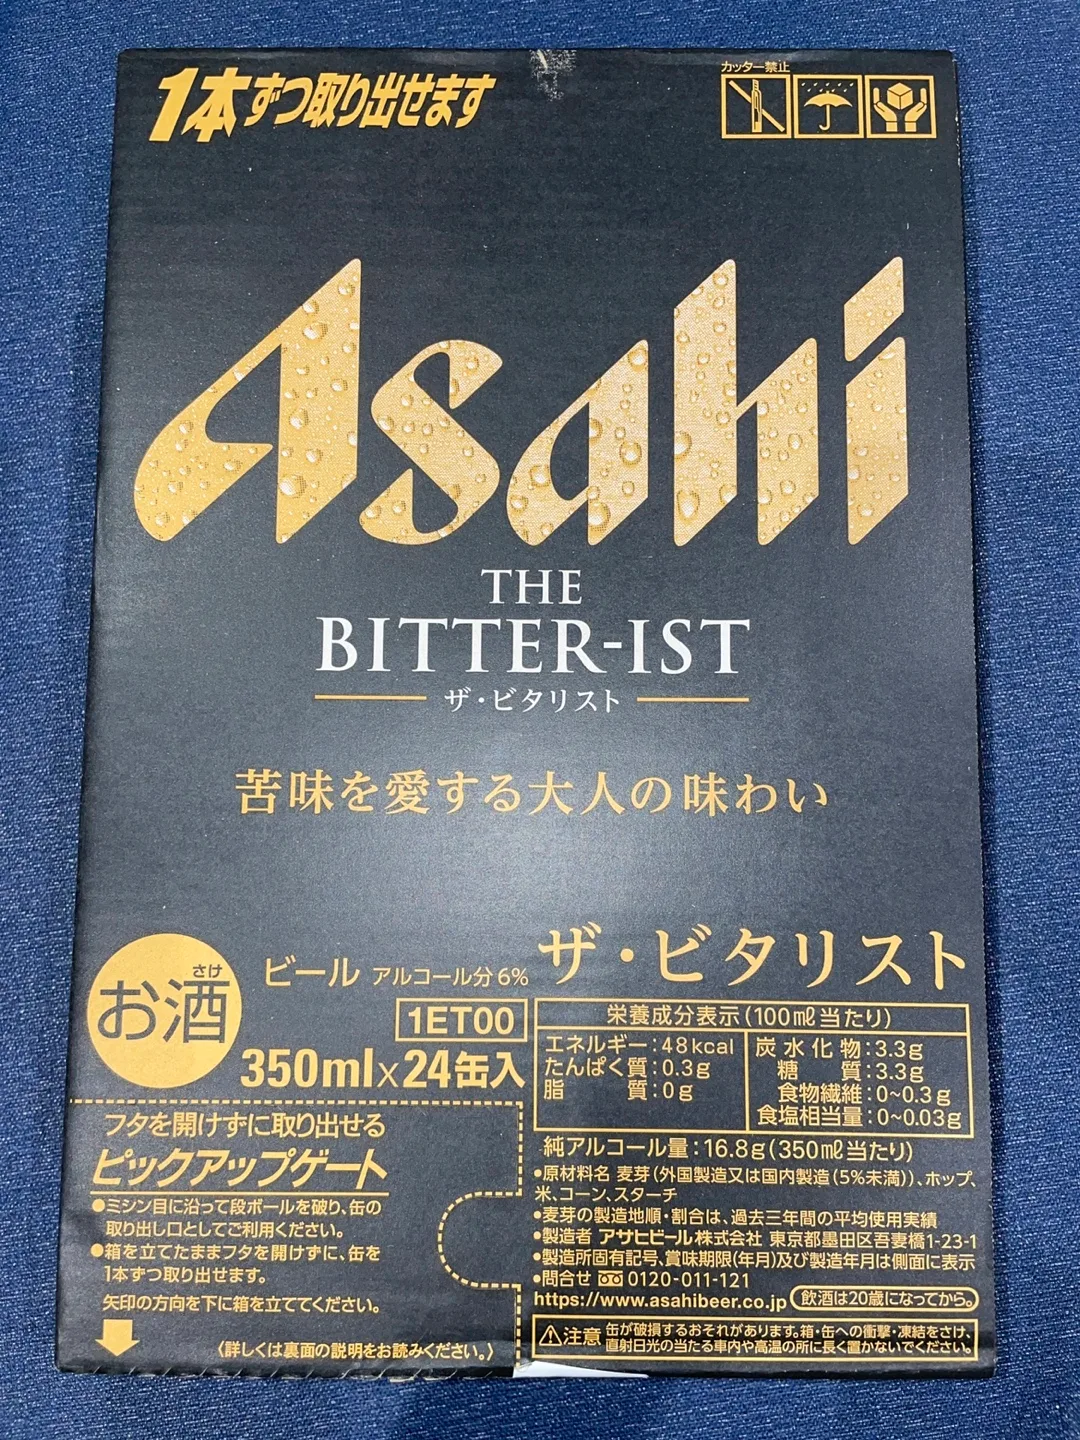 1本ずつ取り出せます
カッター禁止
Asahi
THE
BITTER-IST
ザ・ビタリスト
苦味を愛する大人の味わい
お酒
さけ
ビール アルコール分6%
1ET00
350ml×24缶入
フタを開けずに取り出せる
ピックアップゲート
●ミシン目に沿って段ボールを破り、缶の
取り出し口としてご利用ください。
●箱を立てたままフタを開けずに、缶を
1本ずつ取り出せます。
矢印の方向を下に箱を立ててください。
〈詳しくは裏面の説明をお読みください。〉
ザ・ビタリスト
栄養成分表示(100㎖当たり)
エネルギー:48kcal
たんぱく質:0.3g
脂質:0g
炭水化物:3.3g
糖質:3.3g
食物繊維:0~0.3g
食塩相当量:0~0.03g
純アルコール量:16.8g(350㎖当たり)
●原材料名 麦芽(外国製造又は国内製造(5%未満))、ホップ、
米、コーン、スターチ
●麦芽の製造地順・割合は、過去三年間の平均使用実績
●製造者 アサヒビール株式会社 東京都墨田区吾妻橋1-23-1
●製造所固有記号、賞味期限(年月)及び製造年月は側面に表示
●問合せ 0120-011-121
https://www.asahibeer.co.jp 飲酒は20歳になってから。
注意 缶が破損するおそれがあります。箱・缶への衝撃・凍結をさけ、
直射日光の当たる車内や高温の所に長く置かないでください。